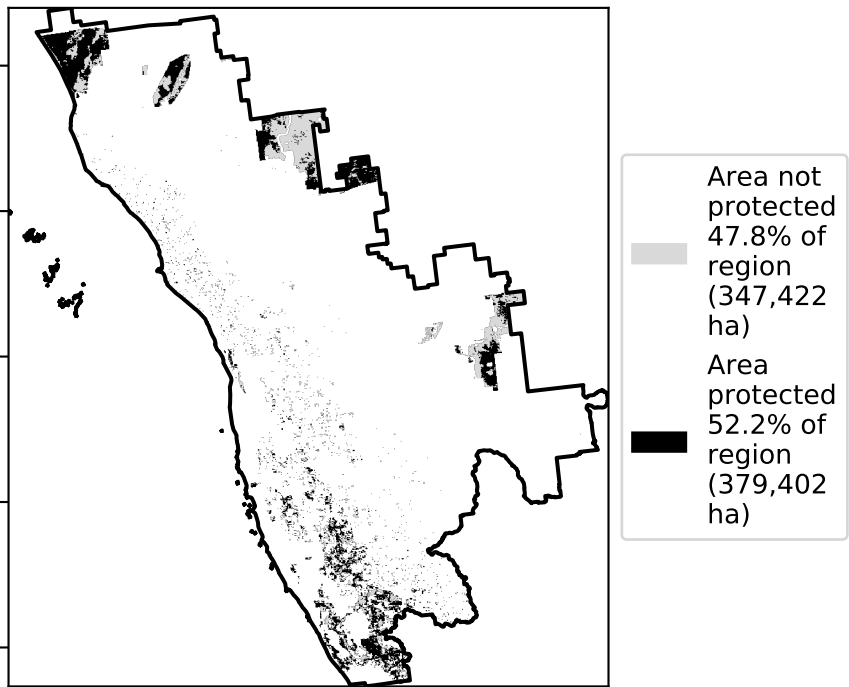 Area not
protected
47.8% of
region
(347,422
ha)
Area
protected
52.2% of
region
(379,402
ha)